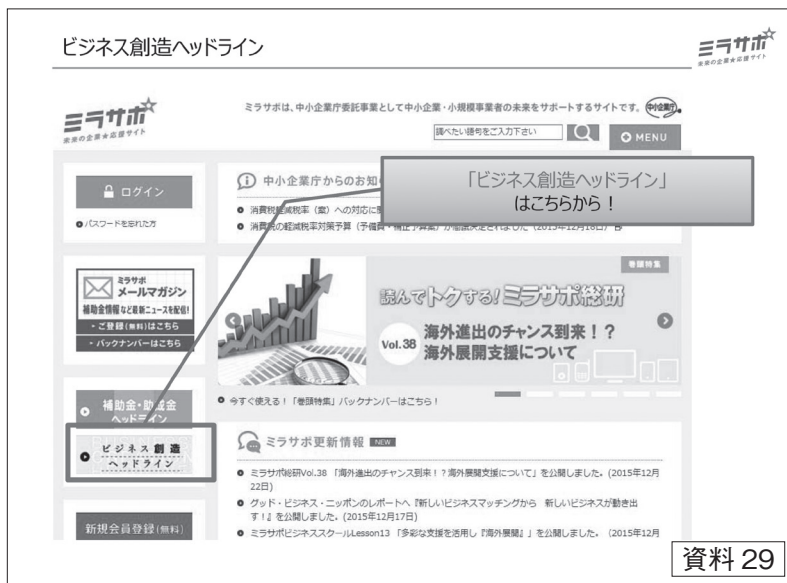 ビジネス創造ヘッドライン
ミラサポ
未来の企業★応援サイト
ミラサポ
未来の企業★応援サイト
ミラサポは、中小企業庁委託事業として中小企業・小規模事業者の未来をサポートするサイトです。
中小企業庁
調べたい語句をご入力下さい
MENU
ログイン
パスワードを忘れた方
中小企業庁からのお知
消費税軽減税率（案）への対応に
消費税の軽減税率対策予算（予備費・補正予算案）が閣議決定されました（2015年12月18日）
「ビジネス創造ヘッドライン」
はこちらから！
ミラサポ
メールマガジン
補助金情報など最新ニュースを配信!
・ご登録(無料)はこちら
・バックナンバーはこちら
巻頭特集
読んでトクする!ミラサポ総研
Vol.38
海外進出のチャンス到来！？
海外展開支援について
今すぐ使える！「巻頭特集」バックナンバーはこちら！
補助金・助成金
ヘッドライン
ビジネス創造
ヘッドライン
新規会員登録(無料)
ミラサポ更新情報 NEW
ミラサポ総研Vol.38 「海外進出のチャンス到来！？海外展開支援について」を公開しました。(2015年12月
22日)
グッド・ビジネス・ニッポンのレポートへ『新しいビジネスマッチングから 新しいビジネスが動き出
す！』を公開しました。(2015年12月17日)
ミラサポビジネススクールLesson13 「多彩な支援を活用し『海外展開』」を公開しました。（2015年12月
資料 29